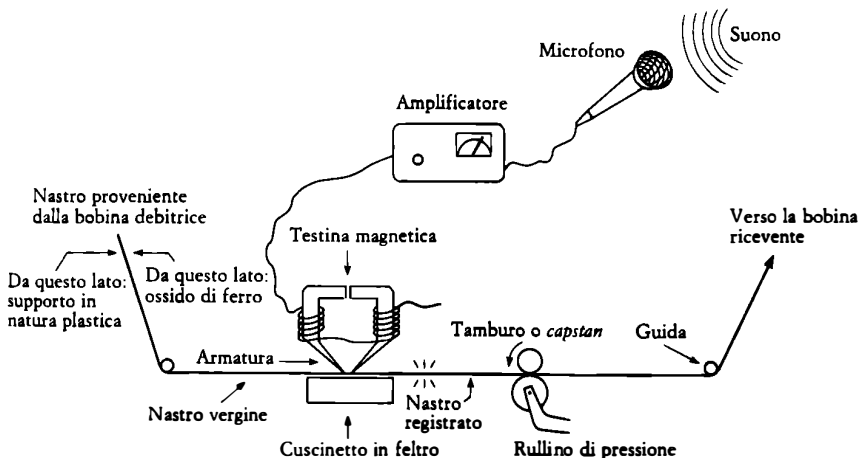 Suono
Microfono
Amplificatore
Nastro proveniente
dalla bobina debitrice
Verso la bobina
ricevente
Testina magnetica
Da questo lato:
supporto in
natura plastica
Da questo lato:
ossido di ferro
Tamburo o capstan
Guida
Armatura
Nastro vergine
Nastro
registrato
Cuscinetto in feltro
Rullino di pressione